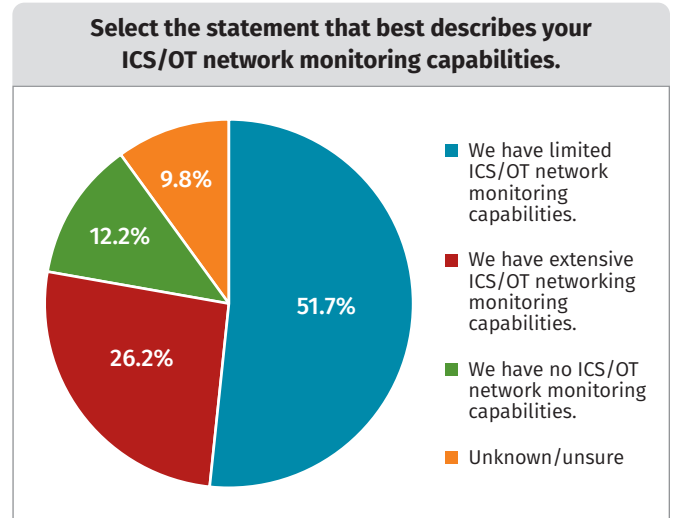 Select the statement that best describes your
ICS/OT network monitoring capabilities.
9.8%
12.2%
51.7%
26.2%
We have limited
ICS/OT network
monitoring
capabilities.
We have extensive
ICS/OT networking
monitoring
capabilities.
We have no ICS/OT
network monitoring
capabilities.
Unknown/unsure